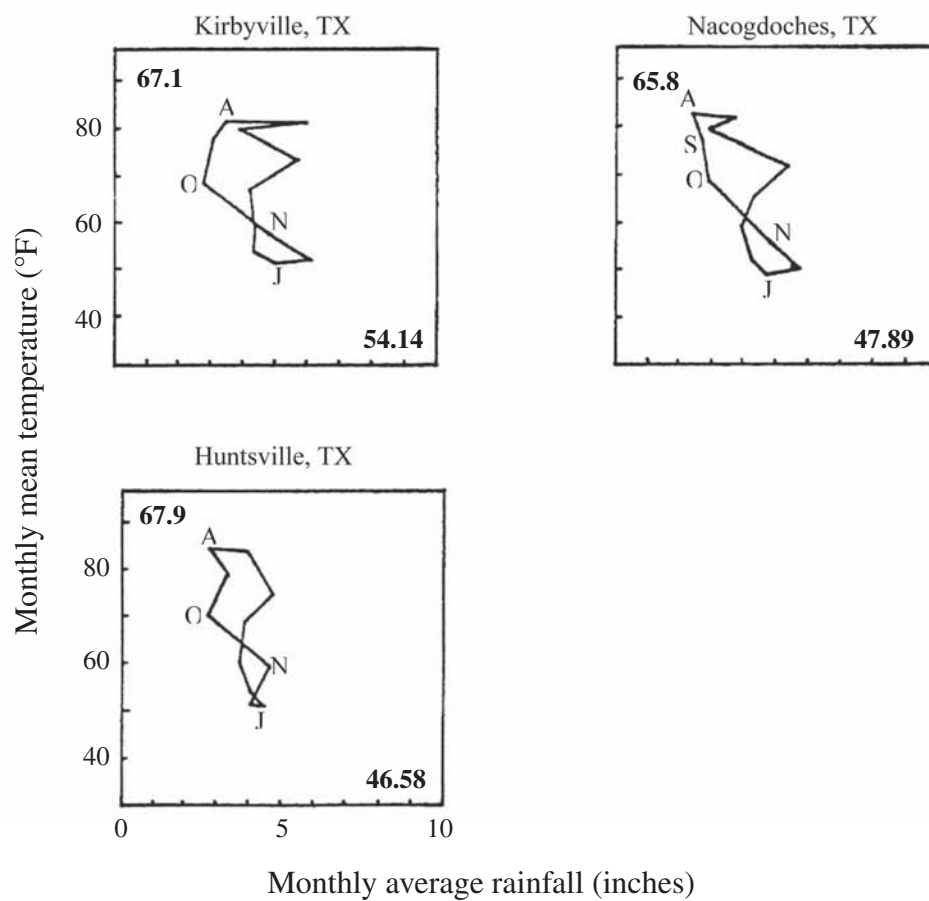 Kirbyville, TX
67.1
A
80
O
60
N
J
40
54.14
Nacogdoches, TX
65.8
A
S
O
N
J
47.89
Huntsville, TX
67.9
A
80
O
60
N
J
40
46.58
0
5
10
Monthly mean temperature (°F)
Monthly average rainfall (inches)